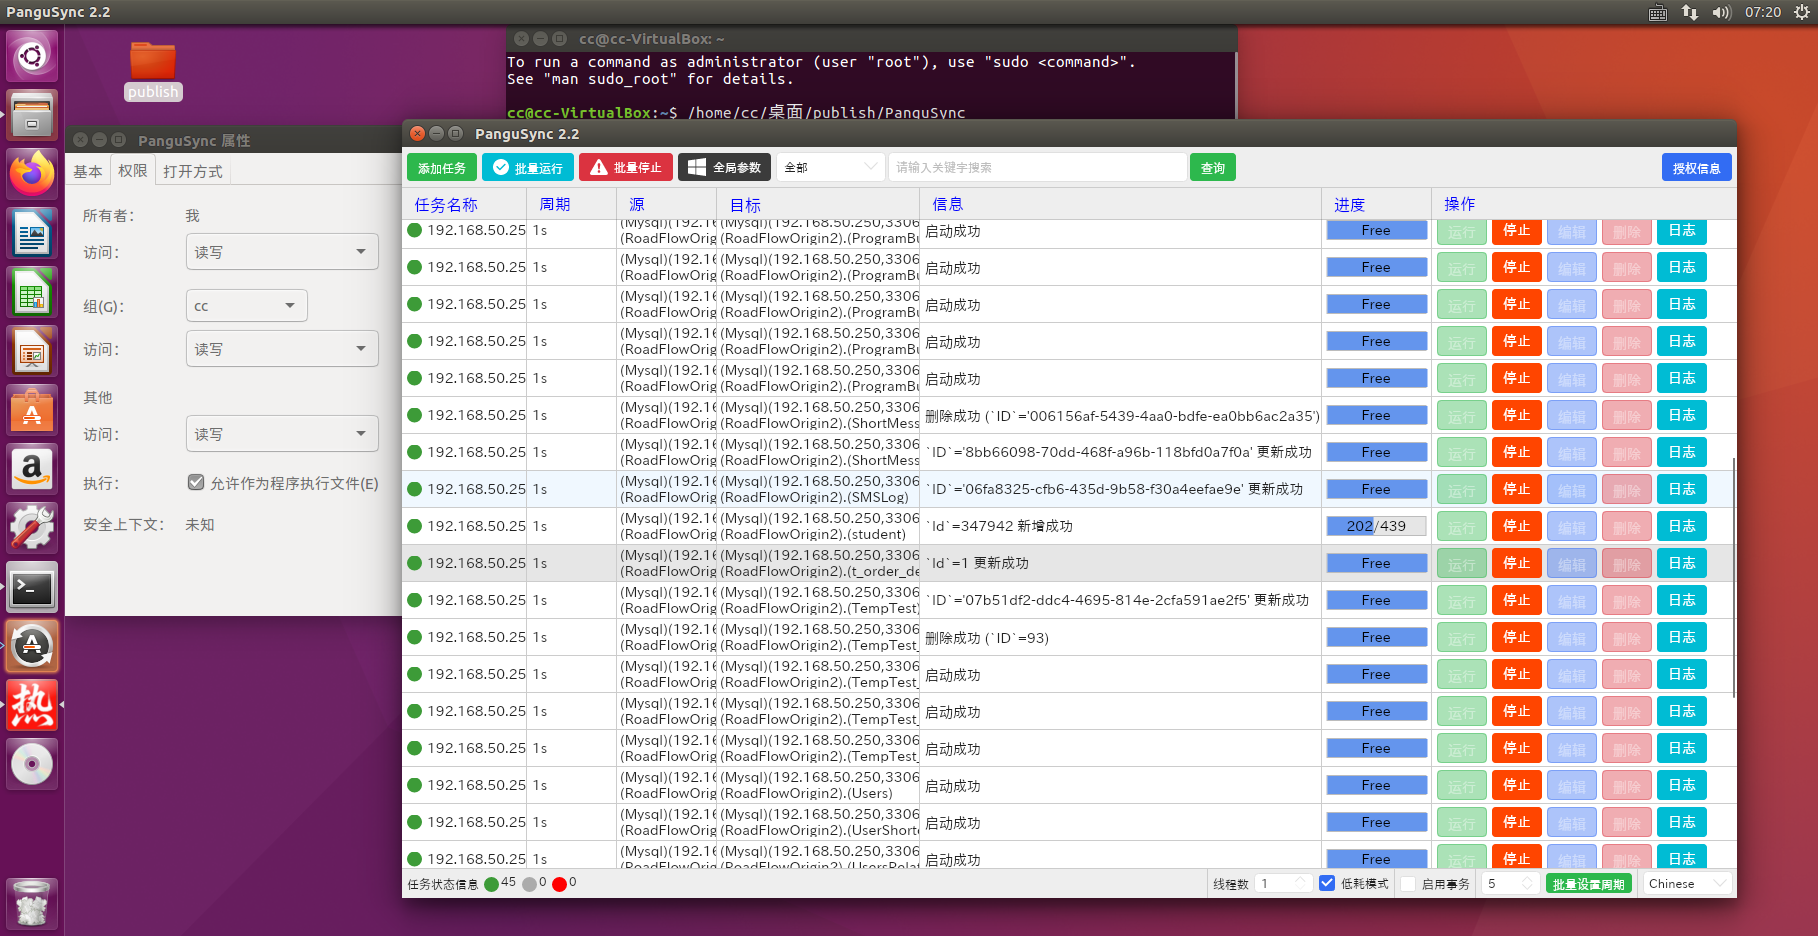 PanguSync 2.2
07:20
publish
cc@cc-VirtualBox: ~
To run a command as administrator (user "root"), use "sudo <command>".
See "man sudo_root" for details.
cc@cc-VirtualBox:~$ /home/cc/桌面/publish/PanguSync
PanguSync 属性
基本 权限 打开方式
所有者： 我
访问： 读写
组(G)： cc
访问： 读写
其他
访问： 读写
执行： 允许作为程序执行文件(E)
安全上下文： 未知
热
PanguSync 2.2
添加任务 批量运行 批量停止 全局参数 全部 请输入关键字搜索 查询 授权信息
任务名称 周期 源 目标 信息 进度 操作
(Mysql)(192.16 (Mysql)(192.168.50.250,3306
192.168.50.25 1s 启动成功 Free 运行 停止 编辑 删除 日志
(RoadFlowOrig (RoadFlowOrigin2).(ProgramBu
(Mysql)(192.16 (Mysql)(192.168.50.250,3306
192.168.50.25 1s 启动成功 Free 运行 停止 编辑 删除 日志
(RoadFlowOrig (RoadFlowOrigin2).(ProgramBu
(Mysql)(192.16 (Mysql)(192.168.50.250,3306
192.168.50.25 1s 启动成功 Free 运行 停止 编辑 删除 日志
(RoadFlowOrig (RoadFlowOrigin2).(ProgramBu
(Mysql)(192.16 (Mysql)(192.168.50.250,3306
192.168.50.25 1s 启动成功 Free 运行 停止 编辑 删除 日志
(RoadFlowOrig (RoadFlowOrigin2).(ProgramBu
(Mysql)(192.16 (Mysql)(192.168.50.250,3306
192.168.50.25 1s 启动成功 Free 运行 停止 编辑 删除 日志
(RoadFlowOrig (RoadFlowOrigin2).(ProgramBu
(Mysql)(192.16 (Mysql)(192.168.50.250,3306
192.168.50.25 1s 删除成功 (`ID`='006156af-5439-4aa0-bdfe-ea0bb6ac2a35') Free 运行 停止 编辑 删除 日志
(RoadFlowOrig (RoadFlowOrigin2).(ShortMess
(Mysql)(192.16 (Mysql)(192.168.50.250,3306
192.168.50.25 1s `ID`='8bb66098-70dd-468f-a96b-118bfd0a7f0a' 更新成功 Free 运行 停止 编辑 删除 日志
(RoadFlowOrig (RoadFlowOrigin2).(ShortMess
(Mysql)(192.16 (Mysql)(192.168.50.250,3306
192.168.50.25 1s `ID`='06fa8325-cfb6-435d-9b58-f30a4eefae9e' 更新成功 Free 运行 停止 编辑 删除 日志
(RoadFlowOrig (RoadFlowOrigin2).(SMSLog)
(Mysql)(192.16 (Mysql)(192.168.50.250,3306
192.168.50.25 1s `Id`=347942 新增成功 202/439 运行 停止 编辑 删除 日志
(RoadFlowOrig (RoadFlowOrigin2).(student)
(Mysql)(192.16 (Mysql)(192.168.50.250,3306
192.168.50.25 1s `Id`=1 更新成功 Free 运行 停止 编辑 删除 日志
(RoadFlowOrig (RoadFlowOrigin2).(t_order_de
(Mysql)(192.16 (Mysql)(192.168.50.250,3306
192.168.50.25 1s `ID`='07b51df2-ddc4-4695-814e-2cfa591ae2f5' 更新成功 Free 运行 停止 编辑 删除 日志
(RoadFlowOrig (RoadFlowOrigin2).(TempTest)
(Mysql)(192.16 (Mysql)(192.168.50.250,3306
192.168.50.25 1s 删除成功 (`ID`=93) Free 运行 停止 编辑 删除 日志
(RoadFlowOrig (RoadFlowOrigin2).(TempTest_
(Mysql)(192.16 (Mysql)(192.168.50.250,3306
192.168.50.25 1s 启动成功 Free 运行 停止 编辑 删除 日志
(RoadFlowOrig (RoadFlowOrigin2).(TempTest_
(Mysql)(192.16 (Mysql)(192.168.50.250,3306
192.168.50.25 1s 启动成功 Free 运行 停止 编辑 删除 日志
(RoadFlowOrig (RoadFlowOrigin2).(TempTest_
(Mysql)(192.16 (Mysql)(192.168.50.250,3306
192.168.50.25 1s 启动成功 Free 运行 停止 编辑 删除 日志
(RoadFlowOrig (RoadFlowOrigin2).(TempTest_
(Mysql)(192.16 (Mysql)(192.168.50.250,3306
192.168.50.25 1s 启动成功 Free 运行 停止 编辑 删除 日志
(RoadFlowOrig (RoadFlowOrigin2).(Users)
(Mysql)(192.16 (Mysql)(192.168.50.250,3306
192.168.50.25 1s 启动成功 Free 运行 停止 编辑 删除 日志
(RoadFlowOrig (RoadFlowOrigin2).(UserShort
(Mysql)(192.16 (Mysql)(192.168.50.250,3306
192.168.50.25 1s 启动成功 Free 运行 停止 编辑 删除 日志
(RoadFlowOrig (RoadFlowOrigin2).(UsersRelat
任务状态信息 45 0 0 线程数 1 低耗模式 启用事务 5 批量设置周期 Chinese